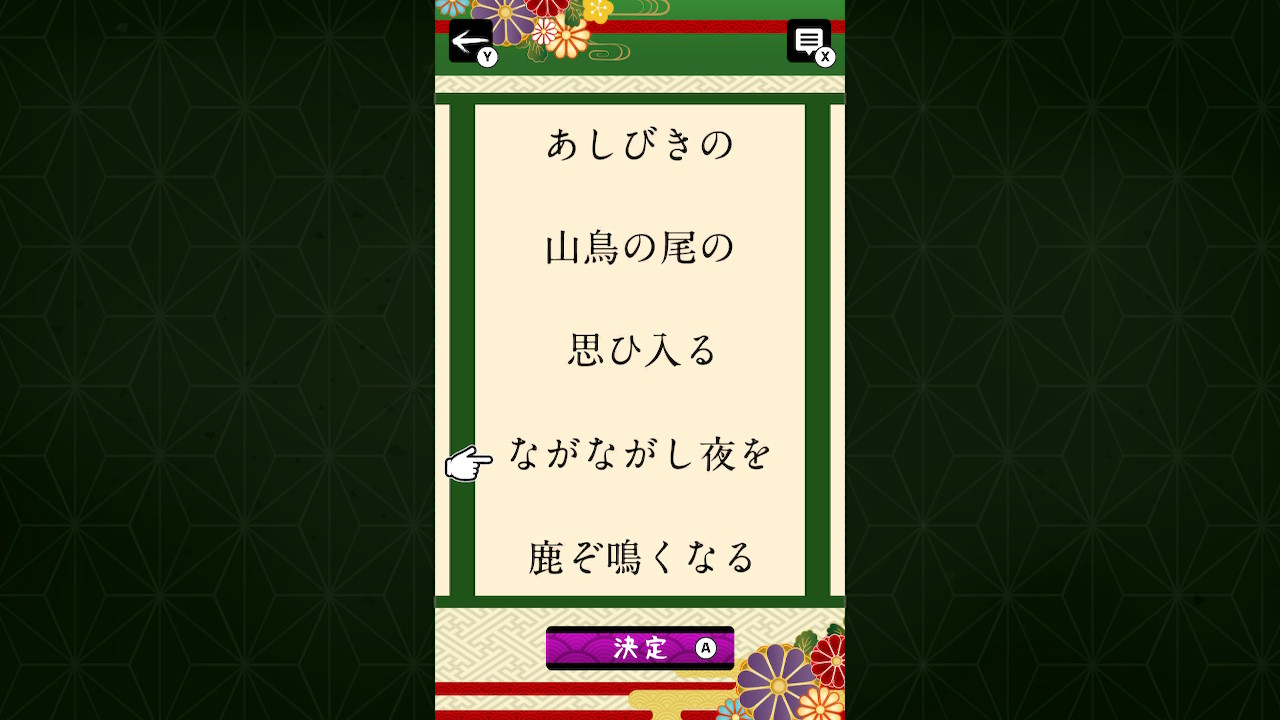 Y
X
あしびきの
山鳥の尾の
思ひ入る
ながながし夜を
鹿ぞ鳴くなる
決定 A